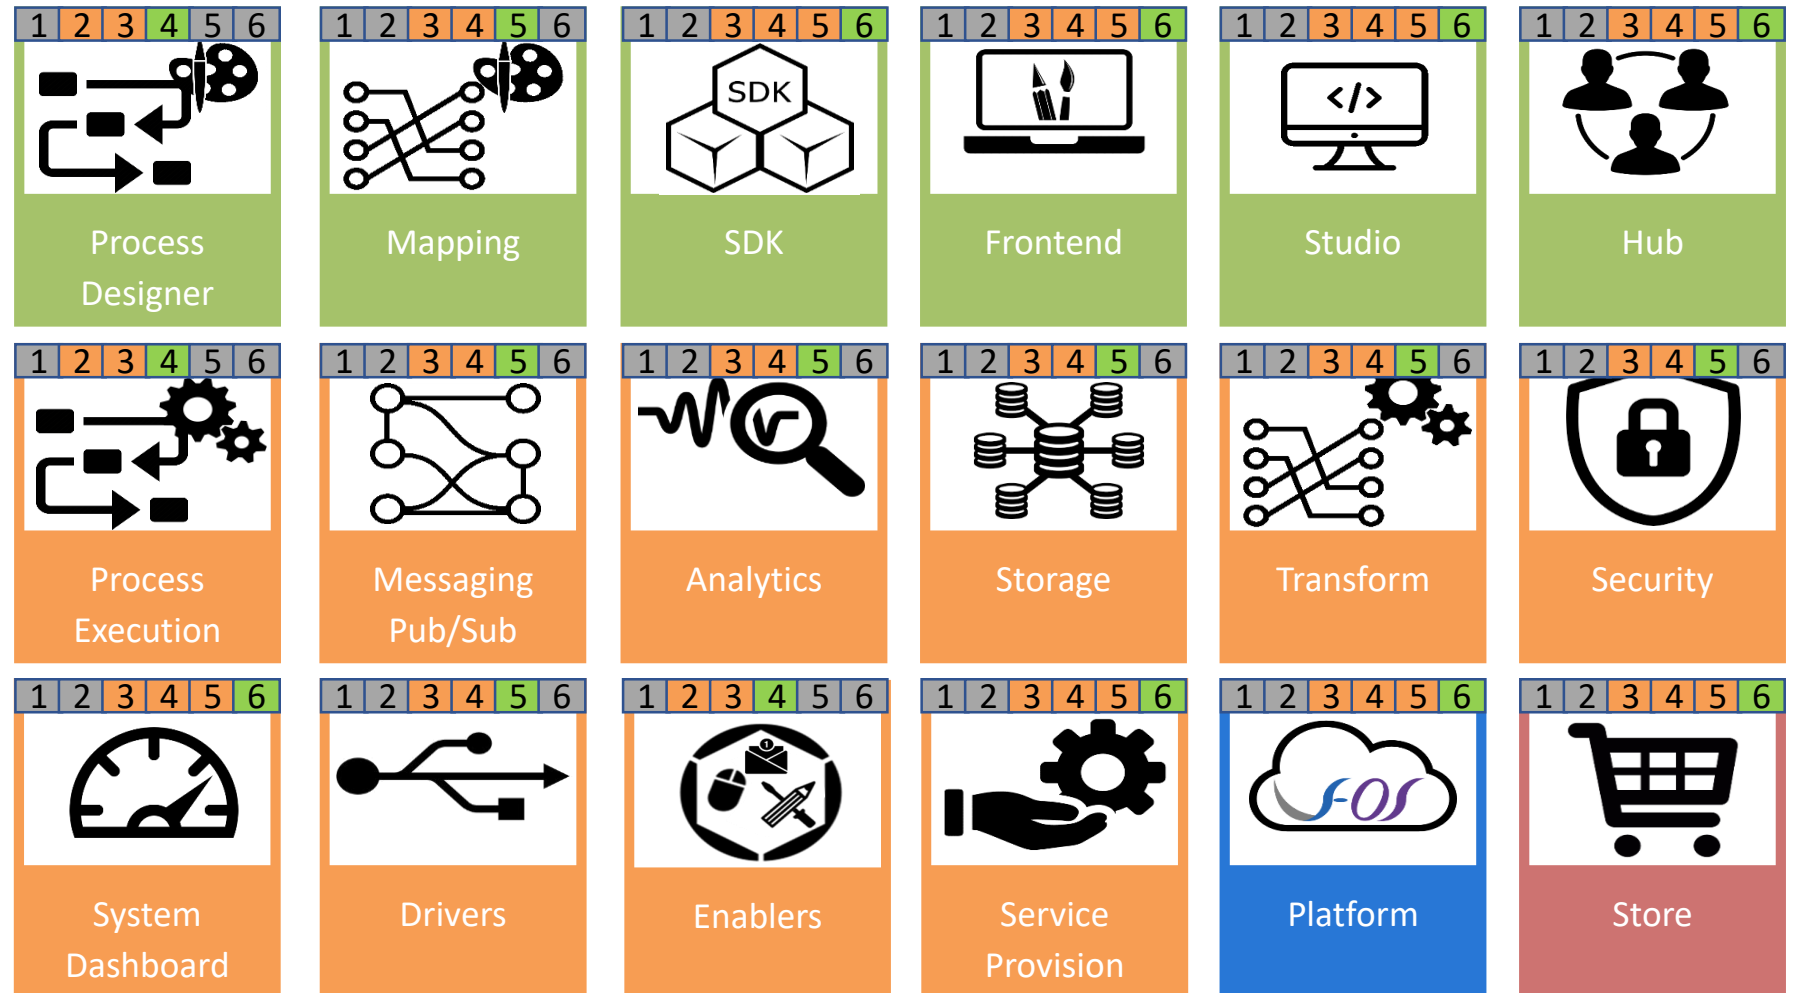 1 2 3 4 5 6
1 2 3 4 5 6
1 2 3 4 5 6
1 2 3 4 5 6
1 2 3 4 5 6
1 2 3 4 5 6
SDK
</>
Process
Designer
Mapping
SDK
Frontend
Studio
Hub
1 2 3 4 5 6
1 2 3 4 5 6
1 2 3 4 5 6
1 2 3 4 5 6
1 2 3 4 5 6
1 2 3 4 5 6
Process
Execution
Messaging
Pub/Sub
Analytics
Storage
Transform
Security
1 2 3 4 5 6
1 2 3 4 5 6
1 2 3 4 5 6
1 2 3 4 5 6
1 2 3 4 5 6
1 2 3 4 5 6
1
System
Dashboard
Drivers
Enablers
Service
Provision
Platform
Store